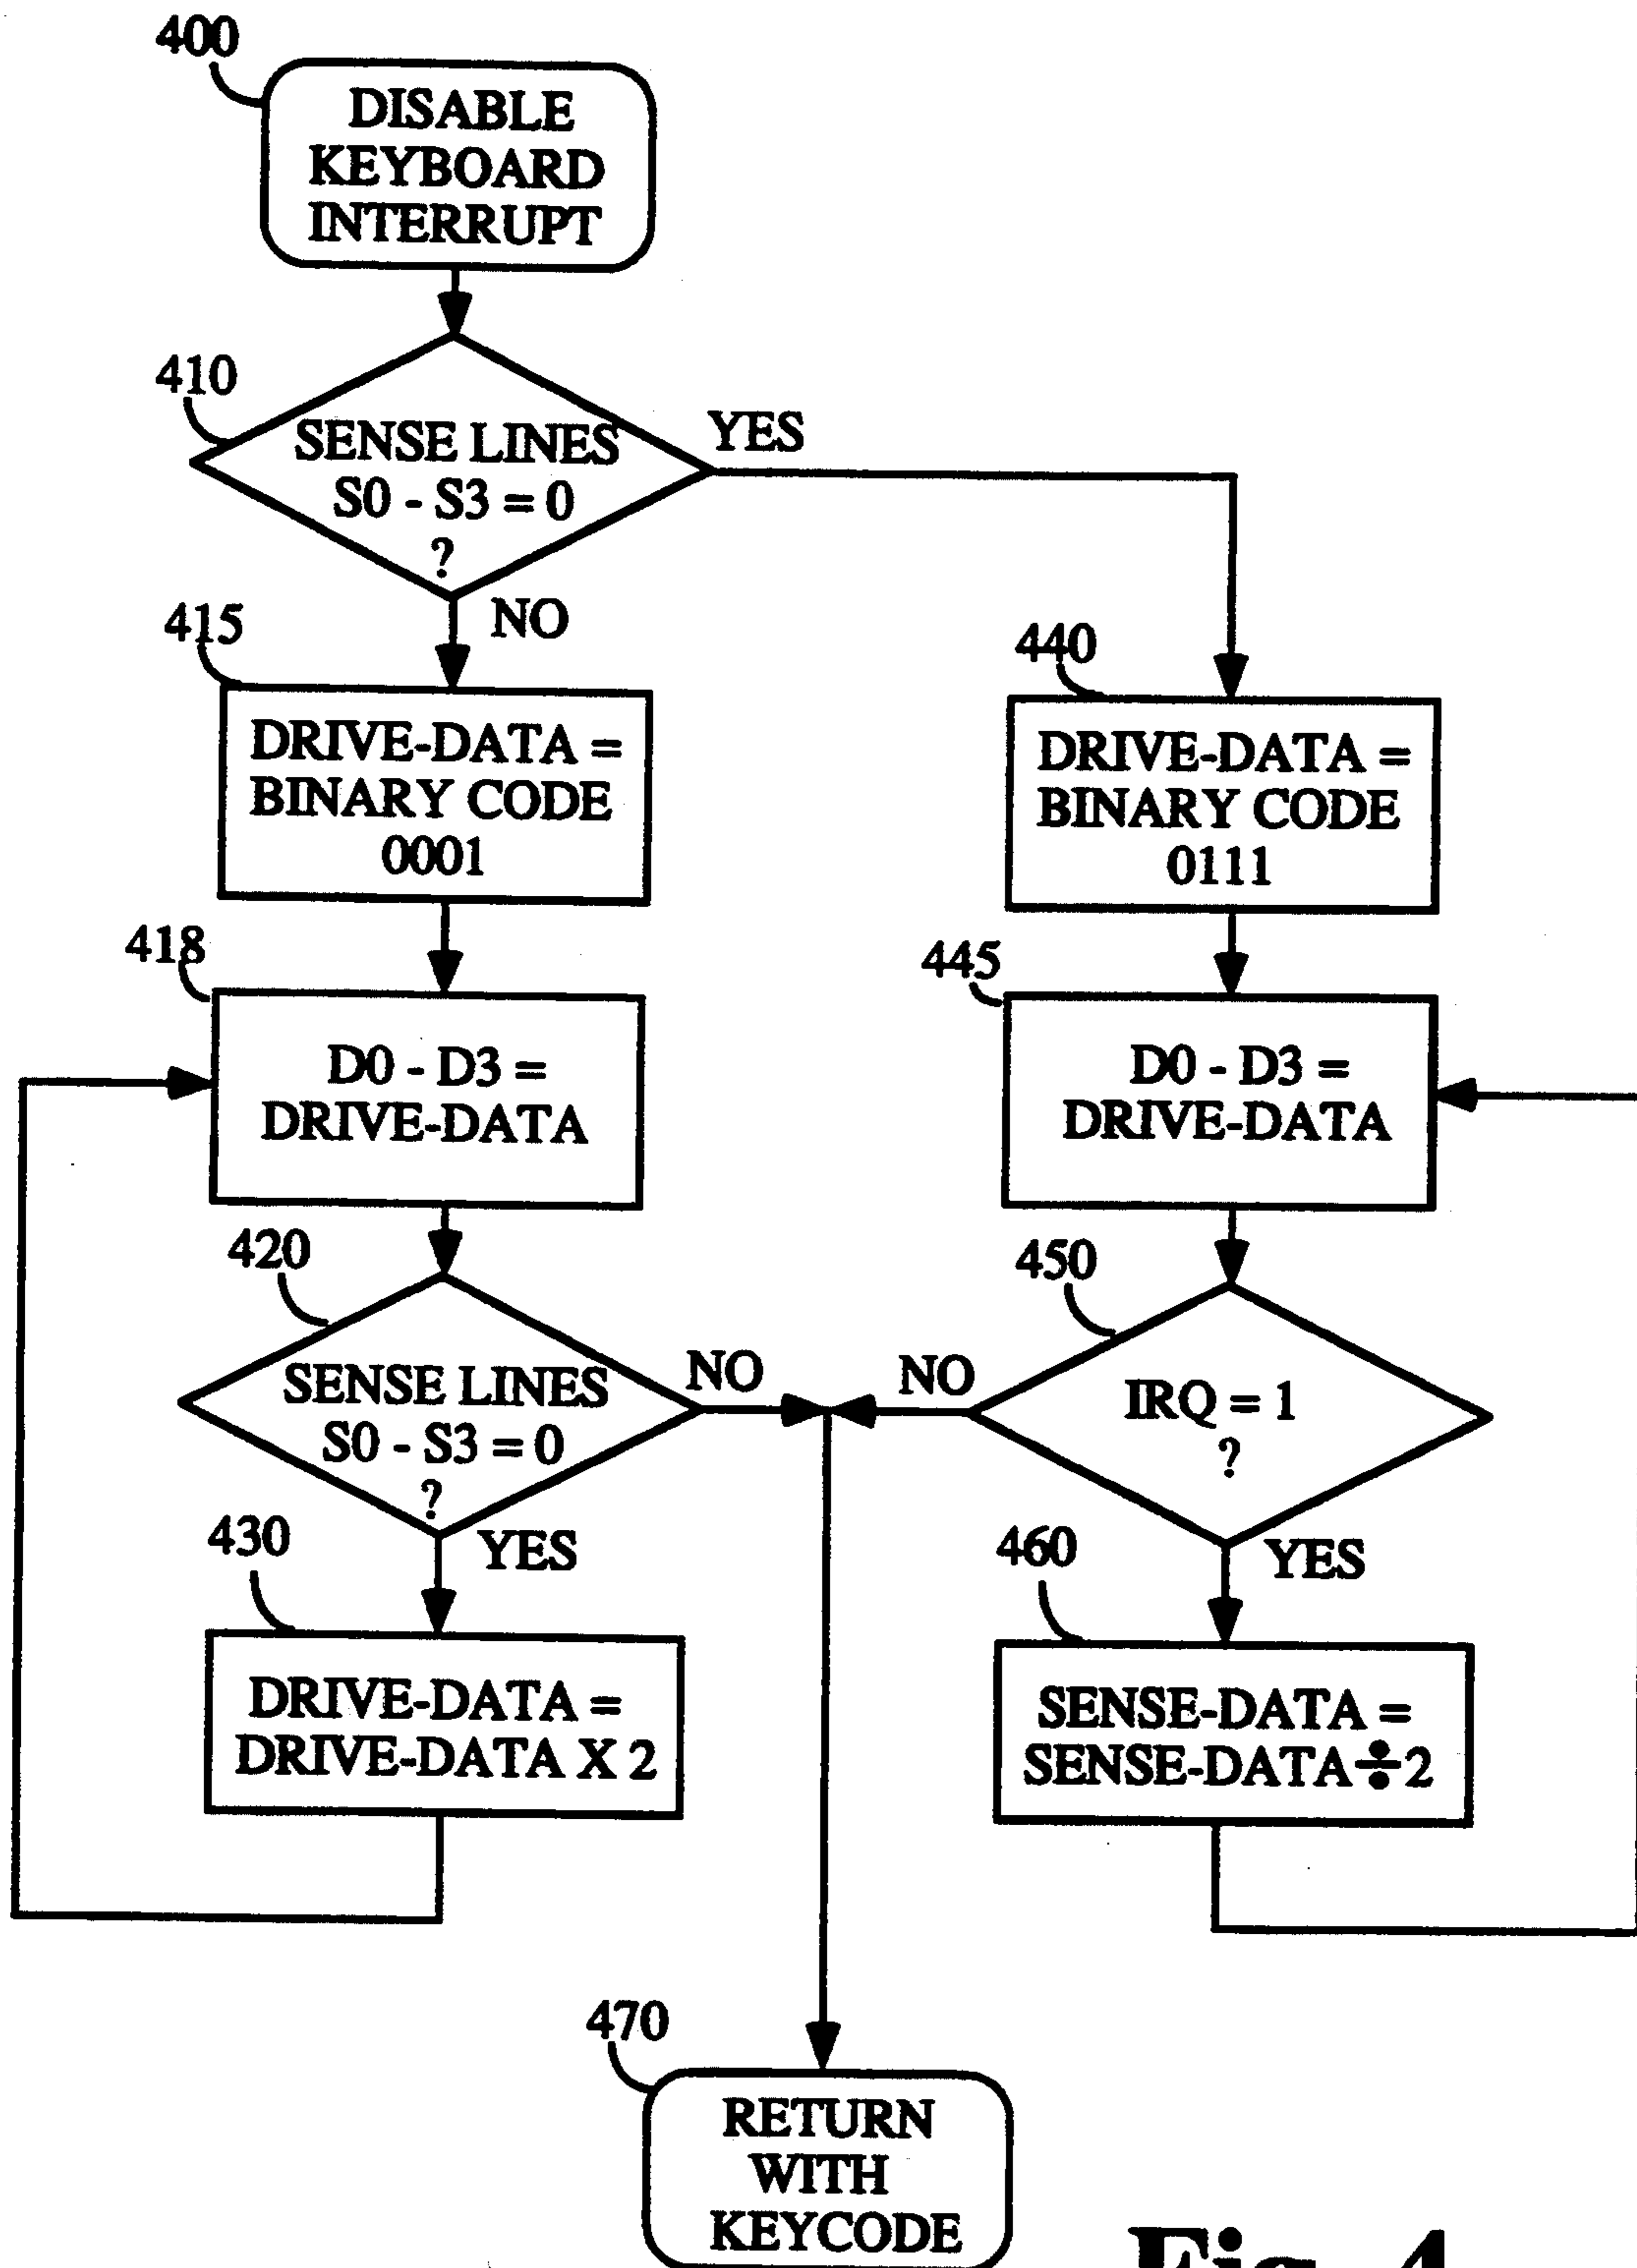 400
DISABLE
KEYBOARD
INTERRUPT
410
SENSE LINES
S0 - S3 = 0
?
YES
NO
415
DRIVE-DATA =
BINARY CODE
0001
440
DRIVE-DATA =
BINARY CODE
0111
418
D0 - D3 =
DRIVE-DATA
445
D0 - D3 =
DRIVE-DATA
420
SENSE LINES
S0 - S3 = 0
?
NO
YES
450
NO
IRQ = 1
?
YES
430
DRIVE-DATA =
DRIVE-DATA X 2
460
SENSE-DATA =
SENSE-DATA ÷ 2
470
RETURN
WITH
KEYCODE
Fig. 4